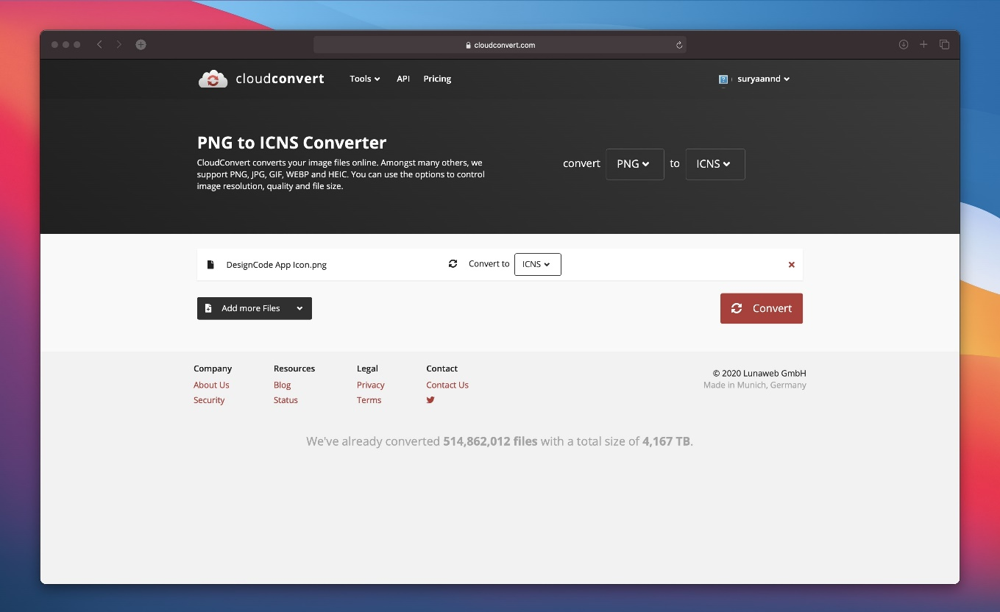 cloudconvert.com
cloudconvert
Tools
API
Pricing
suryaannd
PNG to ICNS Converter
CloudConvert converts your image files online. Amongst many others, we
support PNG, JPG, GIF, WEBP and HEIC. You can use the options to control
image resolution, quality and file size.
convert PNG to ICNS
DesignCode App Icon.png
Convert to ICNS
Add more Files
Convert
Company
About Us
Security
Resources
Blog
Status
Legal
Privacy
Terms
Contact
Contact Us
© 2020 Lunaweb GmbH
Made in Munich, Germany
We've already converted 514,862,012 files with a total size of 4,167 TB.